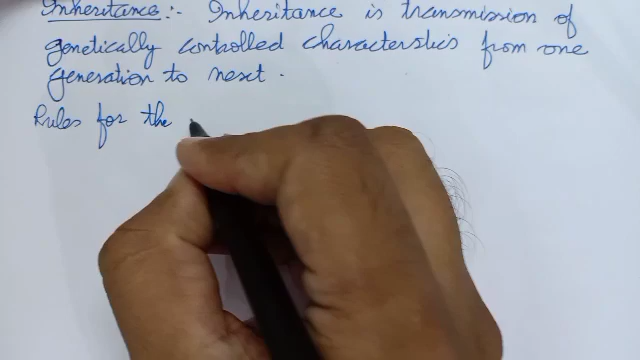 Inheritance :- Inheritance is transmission of
genetically controlled characterstics from one
generation to next.
Rules for the